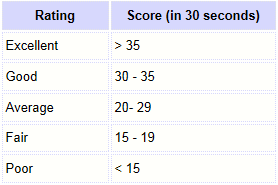 Rating Score (in 30 seconds)
Excellent > 35
Good 30 - 35
Average 20- 29
Fair 15 - 19
Poor < 15